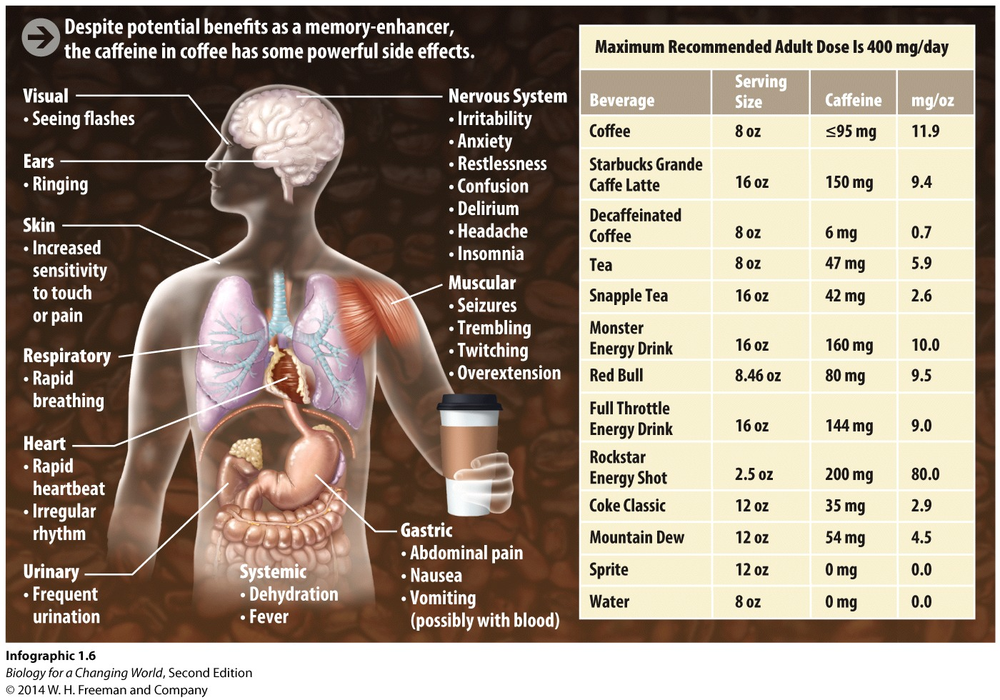 Despite potential benefits as a memory-enhancer,
the caffeine in coffee has some powerful side effects.
Visual
• Seeing flashes
Ears
• Ringing
Skin
• Increased
sensitivity
to touch
or pain
Respiratory
• Rapid
breathing
Heart
• Rapid
heartbeat
• Irregular
rhythm
Urinary
• Frequent
urination
Systemic
• Dehydration
• Fever
Nervous System
• Irritability
• Anxiety
• Restlessness
• Confusion
• Delirium
• Headache
• Insomnia
Muscular
• Seizures
• Trembling
• Twitching
• Overextension
Gastric
• Abdominal pain
• Nausea
• Vomiting
(possibly with blood)
Maximum Recommended Adult Dose Is 400 mg/day
Beverage Serving Size Caffeine mg/oz
Coffee 8 oz ≤95 mg 11.9
Starbucks Grande
Caffe Latte 16 oz 150 mg 9.4
Decaffeinated
Coffee 8 oz 6 mg 0.7
Tea 8 oz 47 mg 5.9
Snapple Tea 16 oz 42 mg 2.6
Monster
Energy Drink 16 oz 160 mg 10.0
Red Bull 8.46 oz 80 mg 9.5
Full Throttle
Energy Drink 16 oz 144 mg 9.0
Rockstar
Energy Shot 2.5 oz 200 mg 80.0
Coke Classic 12 oz 35 mg 2.9
Mountain Dew 12 oz 54 mg 4.5
Sprite 12 oz 0 mg 0.0
Water 8 oz 0 mg 0.0
Infographic 1.6
Biology for a Changing World, Second Edition
© 2014 W. H. Freeman and Company